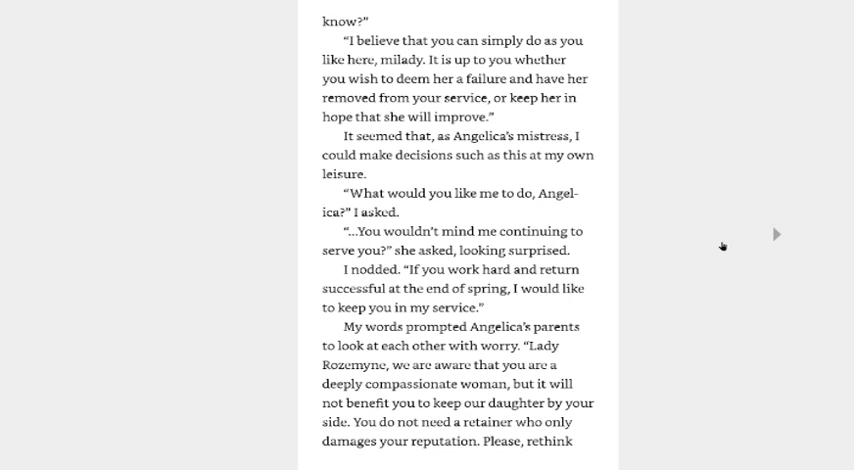 know?”
“I believe that you can simply do as you
like here, milady. It is up to you whether
you wish to deem her a failure and have her
removed from your service, or keep her in
hope that she will improve.”
It seemed that, as Angelica’s mistress, I
could make decisions such as this at my own
leisure.
“What would you like me to do, Angel-
ica?” I asked.
“...You wouldn’t mind me continuing to
serve you?” she asked, looking surprised.
I nodded. “If you work hard and return
successful at the end of spring, I would like
to keep you in my service.”
My words prompted Angelica’s parents
to look at each other with worry. “Lady
Rozemyne, we are aware that you are a
deeply compassionate woman, but it will
not benefit you to keep our daughter by your
side. You do not need a retainer who only
damages your reputation. Please, rethink